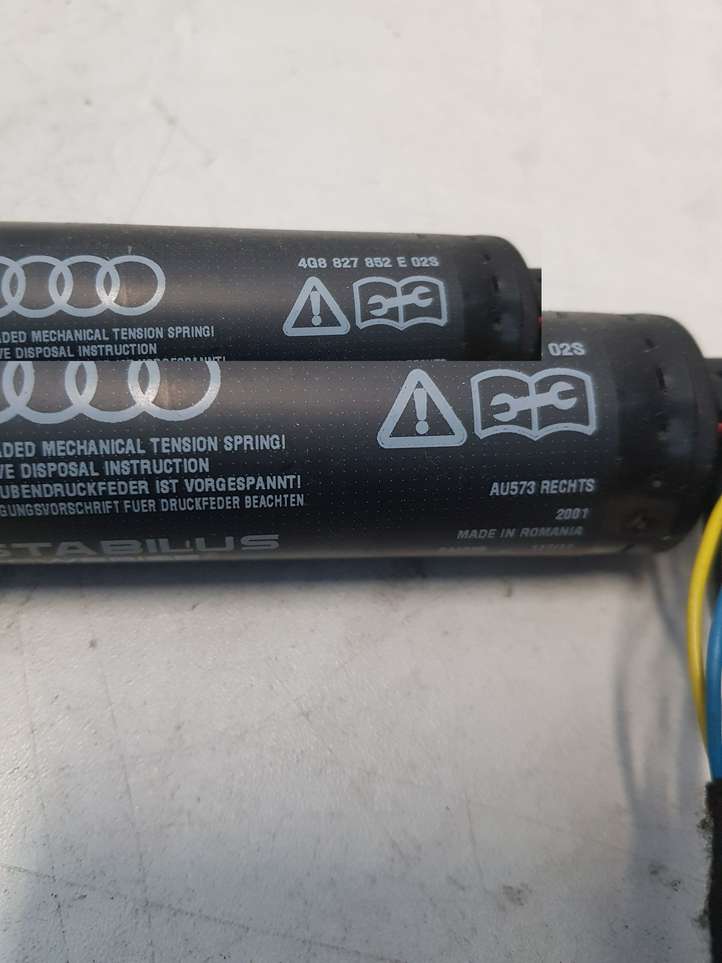 4G8 827 852 E 02S
ADED MECHANICAL TENSION SPRING!
VE DISPOSAL INSTRUCTION
02S
ADED MECHANICAL TENSION SPRING!
VE DISPOSAL INSTRUCTION
UBENDRUCKFEDER IST VORGESPANNT!
GUNGSVORSCHRIFT FUER DRUCKFEDER BEACHTEN
AU573 RECHTS
2001
MADE IN ROMANIA
STABILUS